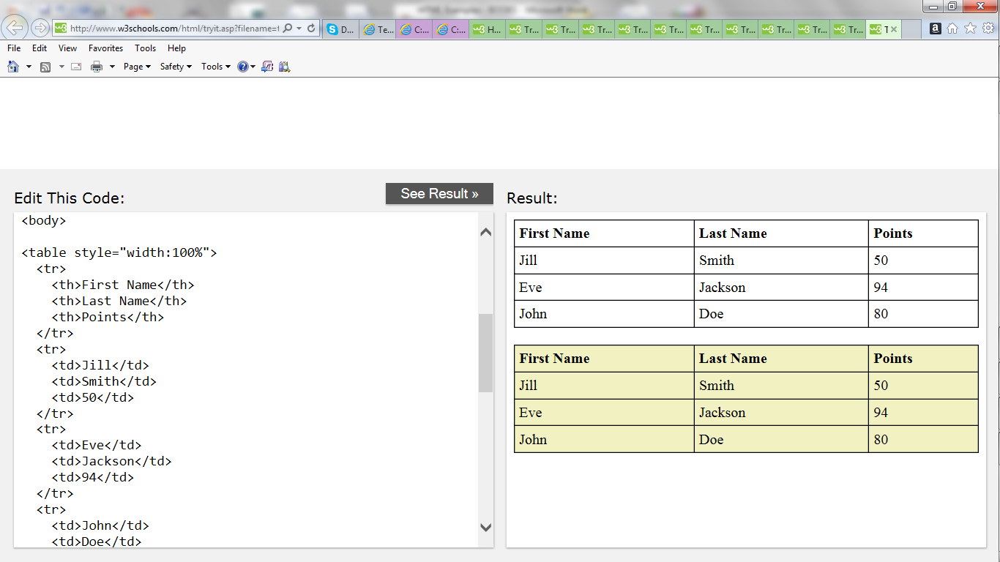 http://www.w3schools.com/html/tryit.asp?filename=t
D...
Te...
C:...
C:...
H...
Tr...
Tr...
Tr...
Tr...
Tr...
Tr...
Tr...
Tr...
Tr...
Tr...
T
File Edit View Favorites Tools Help
Page Safety Tools
Edit This Code:
See Result »
<body>
<table style="width:100%">
<tr>
<th>First Name</th>
<th>Last Name</th>
<th>Points</th>
</tr>
<tr>
<td>Jill</td>
<td>Smith</td>
<td>50</td>
</tr>
<tr>
<td>Eve</td>
<td>Jackson</td>
<td>94</td>
</tr>
<tr>
<td>John</td>
<td>Doe</td>
Result:
First Name Last Name Points
Jill Smith 50
Eve Jackson 94
John Doe 80
First Name Last Name Points
Jill Smith 50
Eve Jackson 94
John Doe 80